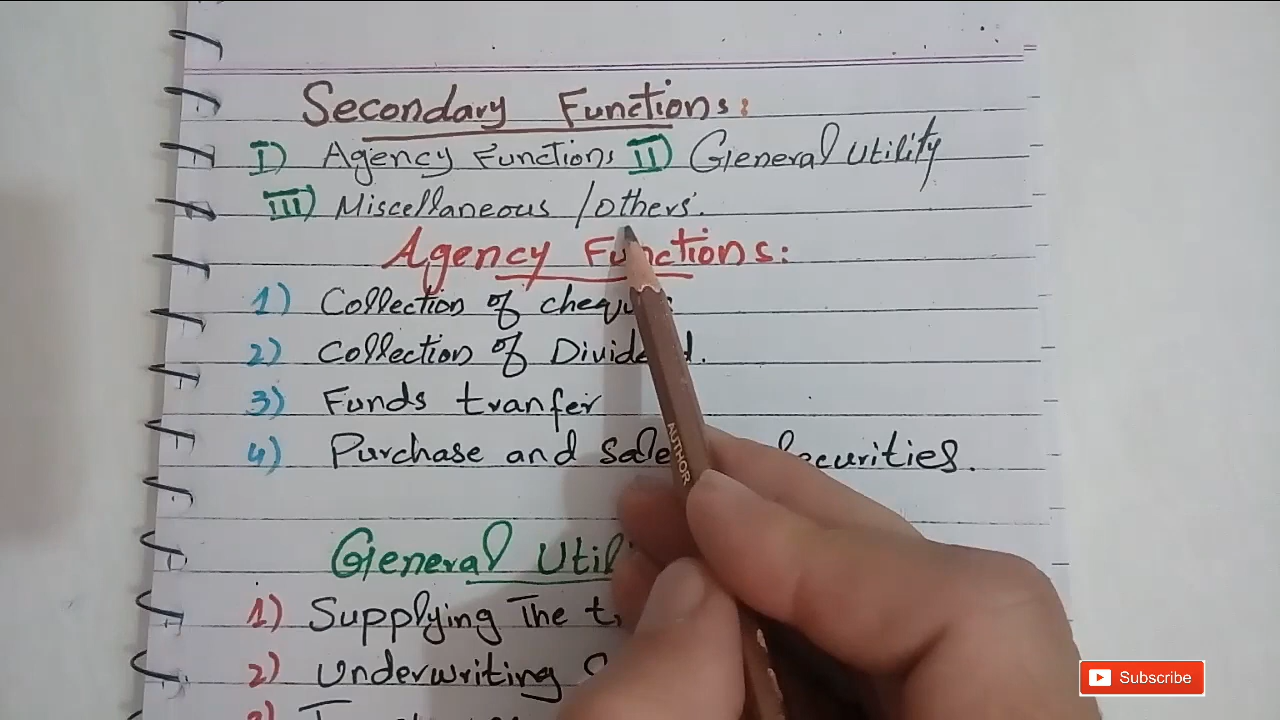 Secondary Functions:
I) Agency Functions II) General Utility
III) Miscellaneous / others.
Agency Functions:
1) Collection of
2) Collection of
3) Funds tranfer
4) Purchase and Sale
General
1) Supplying The
2) Underwriting
AUTHOR
Subscribe